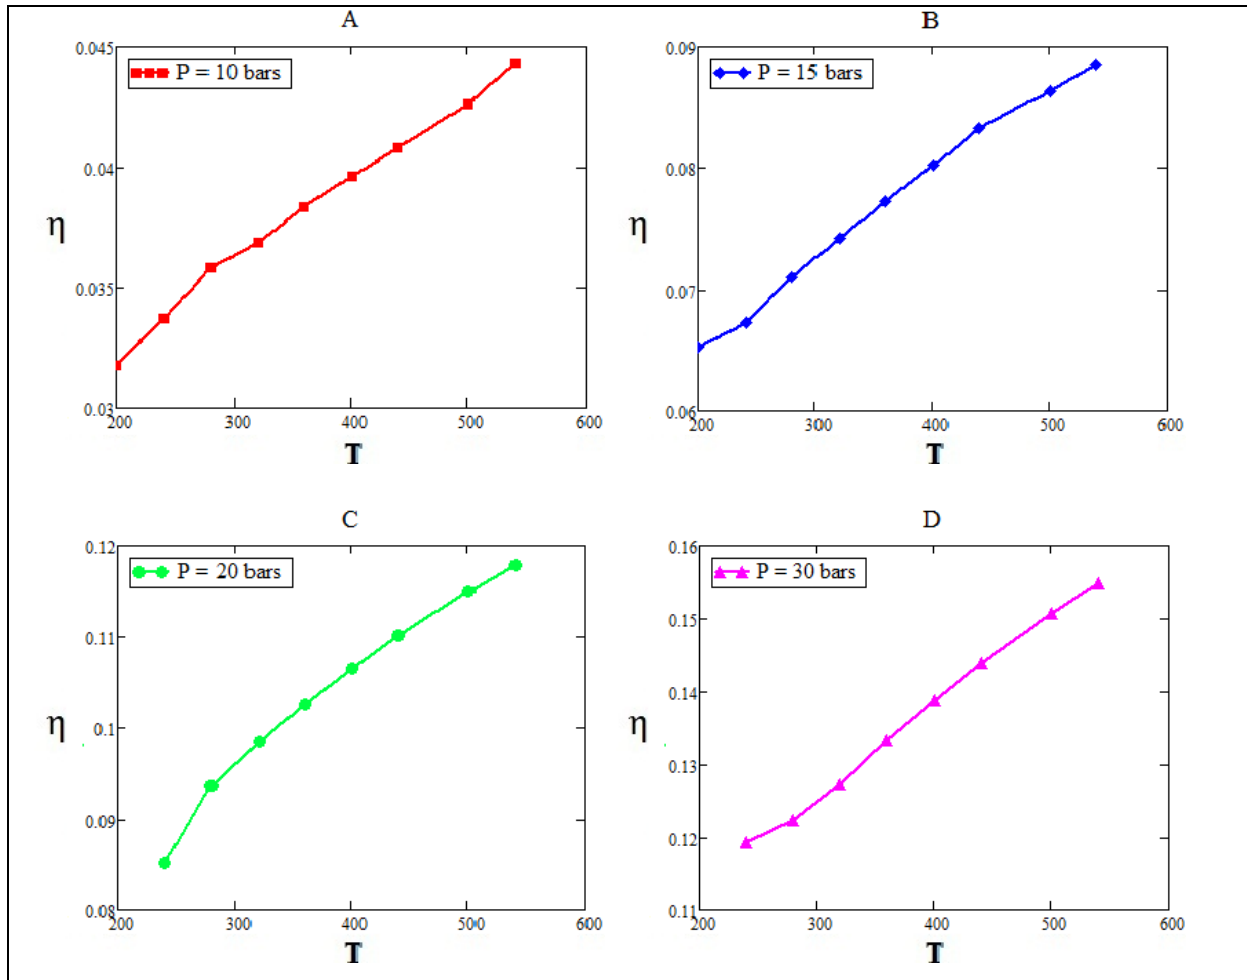 A
0.045
P = 10 bars
0.04
η
0.035
0.03
200 300 400 500 600
T
B
0.09
P = 15 bars
0.08
η
0.07
0.06
200 300 400 500 600
T
C
0.12
P = 20 bars
0.11
0.1
η
0.09
0.08
200 300 400 500 600
T
D
0.16
P = 30 bars
0.15
0.14
η
0.13
0.12
0.11
200 300 400 500 600
T